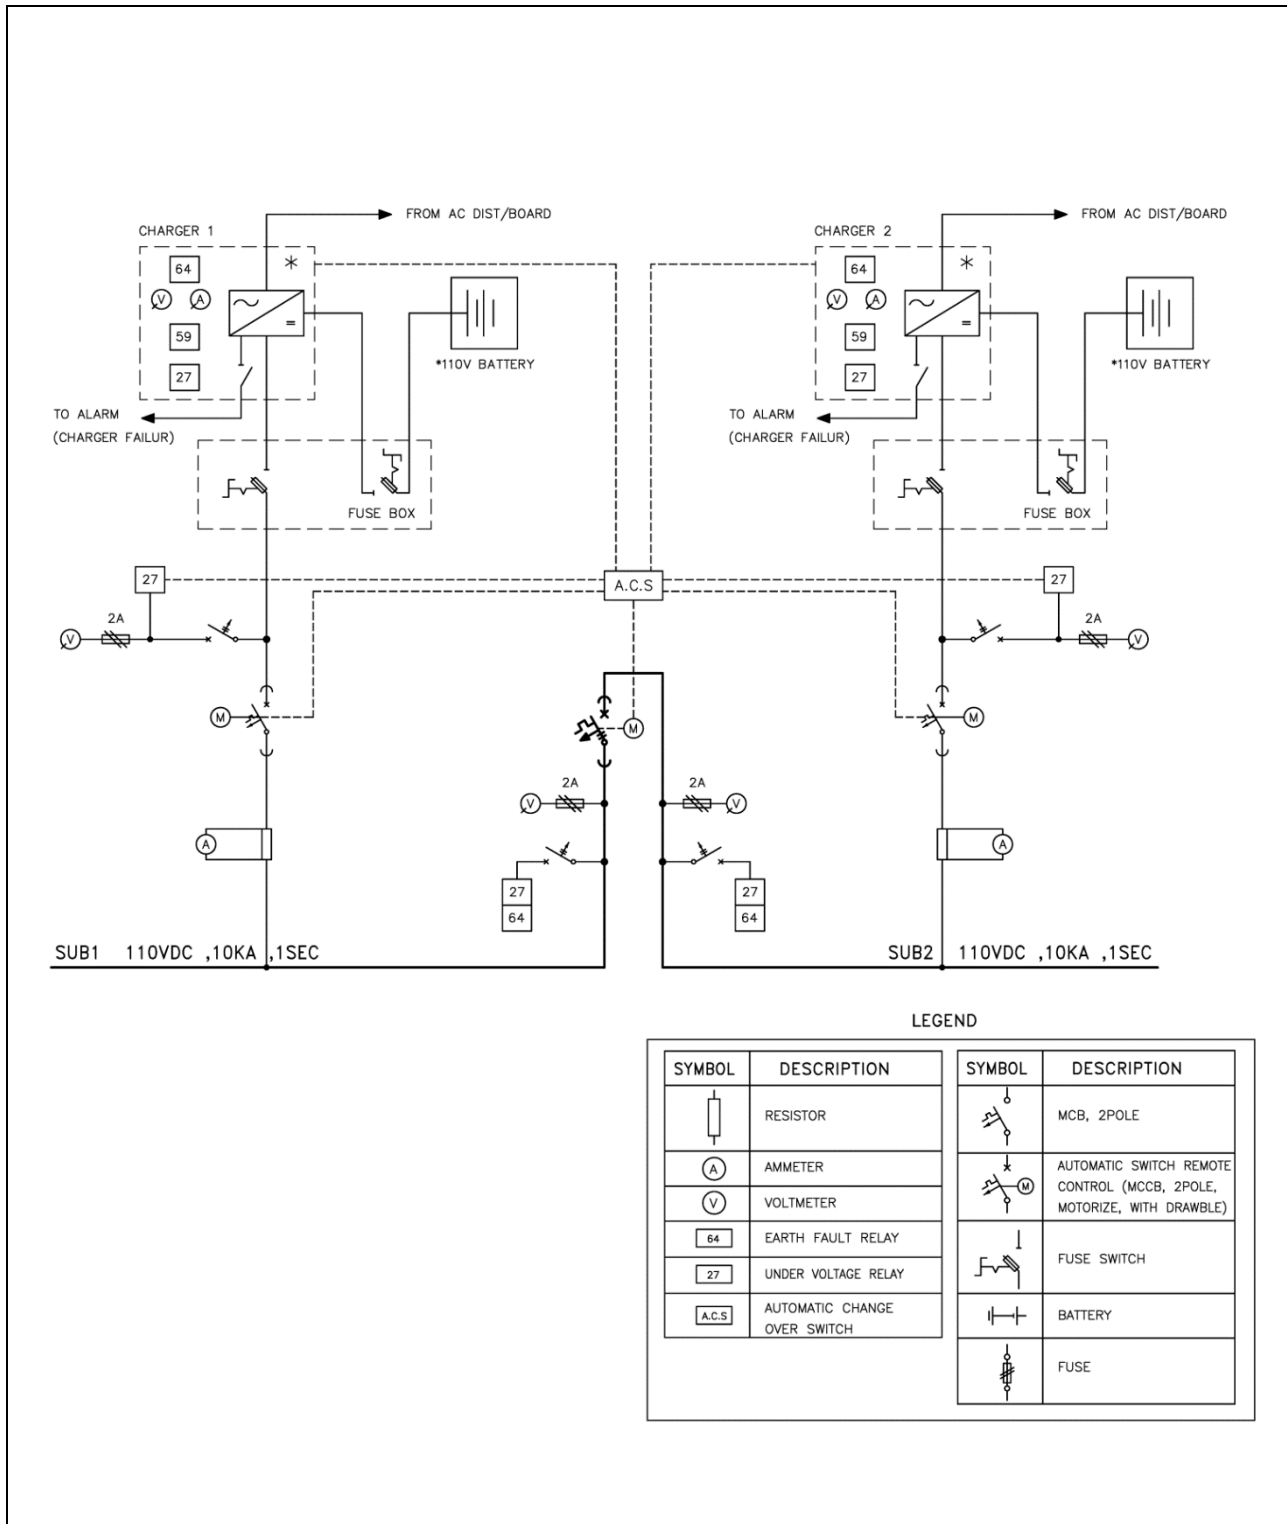 FROM AC DIST/BOARD
FROM AC DIST/BOARD
CHARGER 1
CHARGER 2
64
64
V
A
V
A
59
59
27
27
*110V BATTERY
*110V BATTERY
TO ALARM
(CHARGER FAILUR)
TO ALARM
(CHARGER FAILUR)
FUSE BOX
FUSE BOX
27
A.C.S
27
2A
2A
V
V
M
M
M
2A
2A
V
V
A
A
27
64
27
64
SUB1 110VDC ,10KA ,1SEC
SUB2 110VDC ,10KA ,1SEC
LEGEND
SYMBOL DESCRIPTION
RESISTOR
A AMMETER
V VOLTMETER
64 EARTH FAULT RELAY
27 UNDER VOLTAGE RELAY
A.C.S AUTOMATIC CHANGE
OVER SWITCH
SYMBOL DESCRIPTION
MCB, 2POLE
AUTOMATIC SWITCH REMOTE
M CONTROL (MCCB, 2POLE,
MOTORIZE, WITH DRAWBLE)
FUSE SWITCH
BATTERY
FUSE